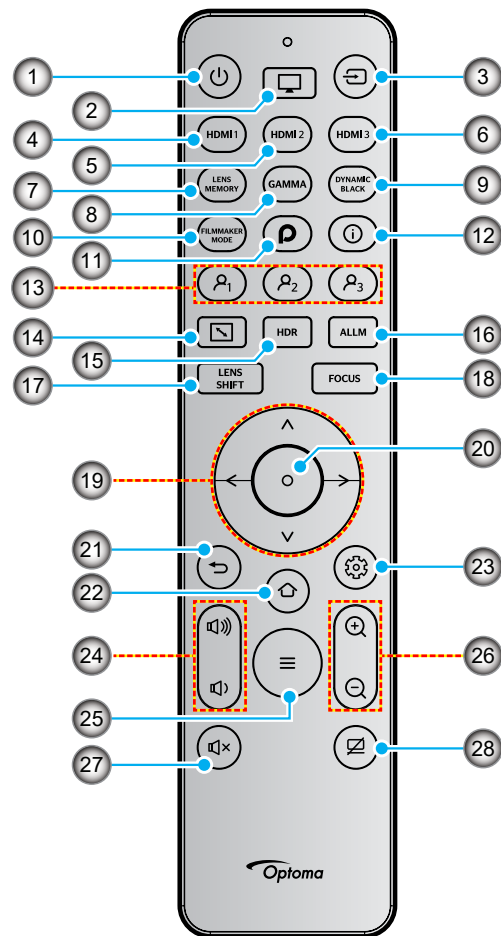 1
3
2
HDMI 1
HDMI 2
HDMI 3
4
6
5
LENS
MEMORY
GAMMA
DYNAMIC
BLACK
7
9
8
FILMMAKER
MODE
10
12
11
13
1
2
3
14
HDR
ALLM
16
15
LENS
SHIFT
FOCUS
17
18
20
19
21
23
22
24
26
25
27
28
Optoma